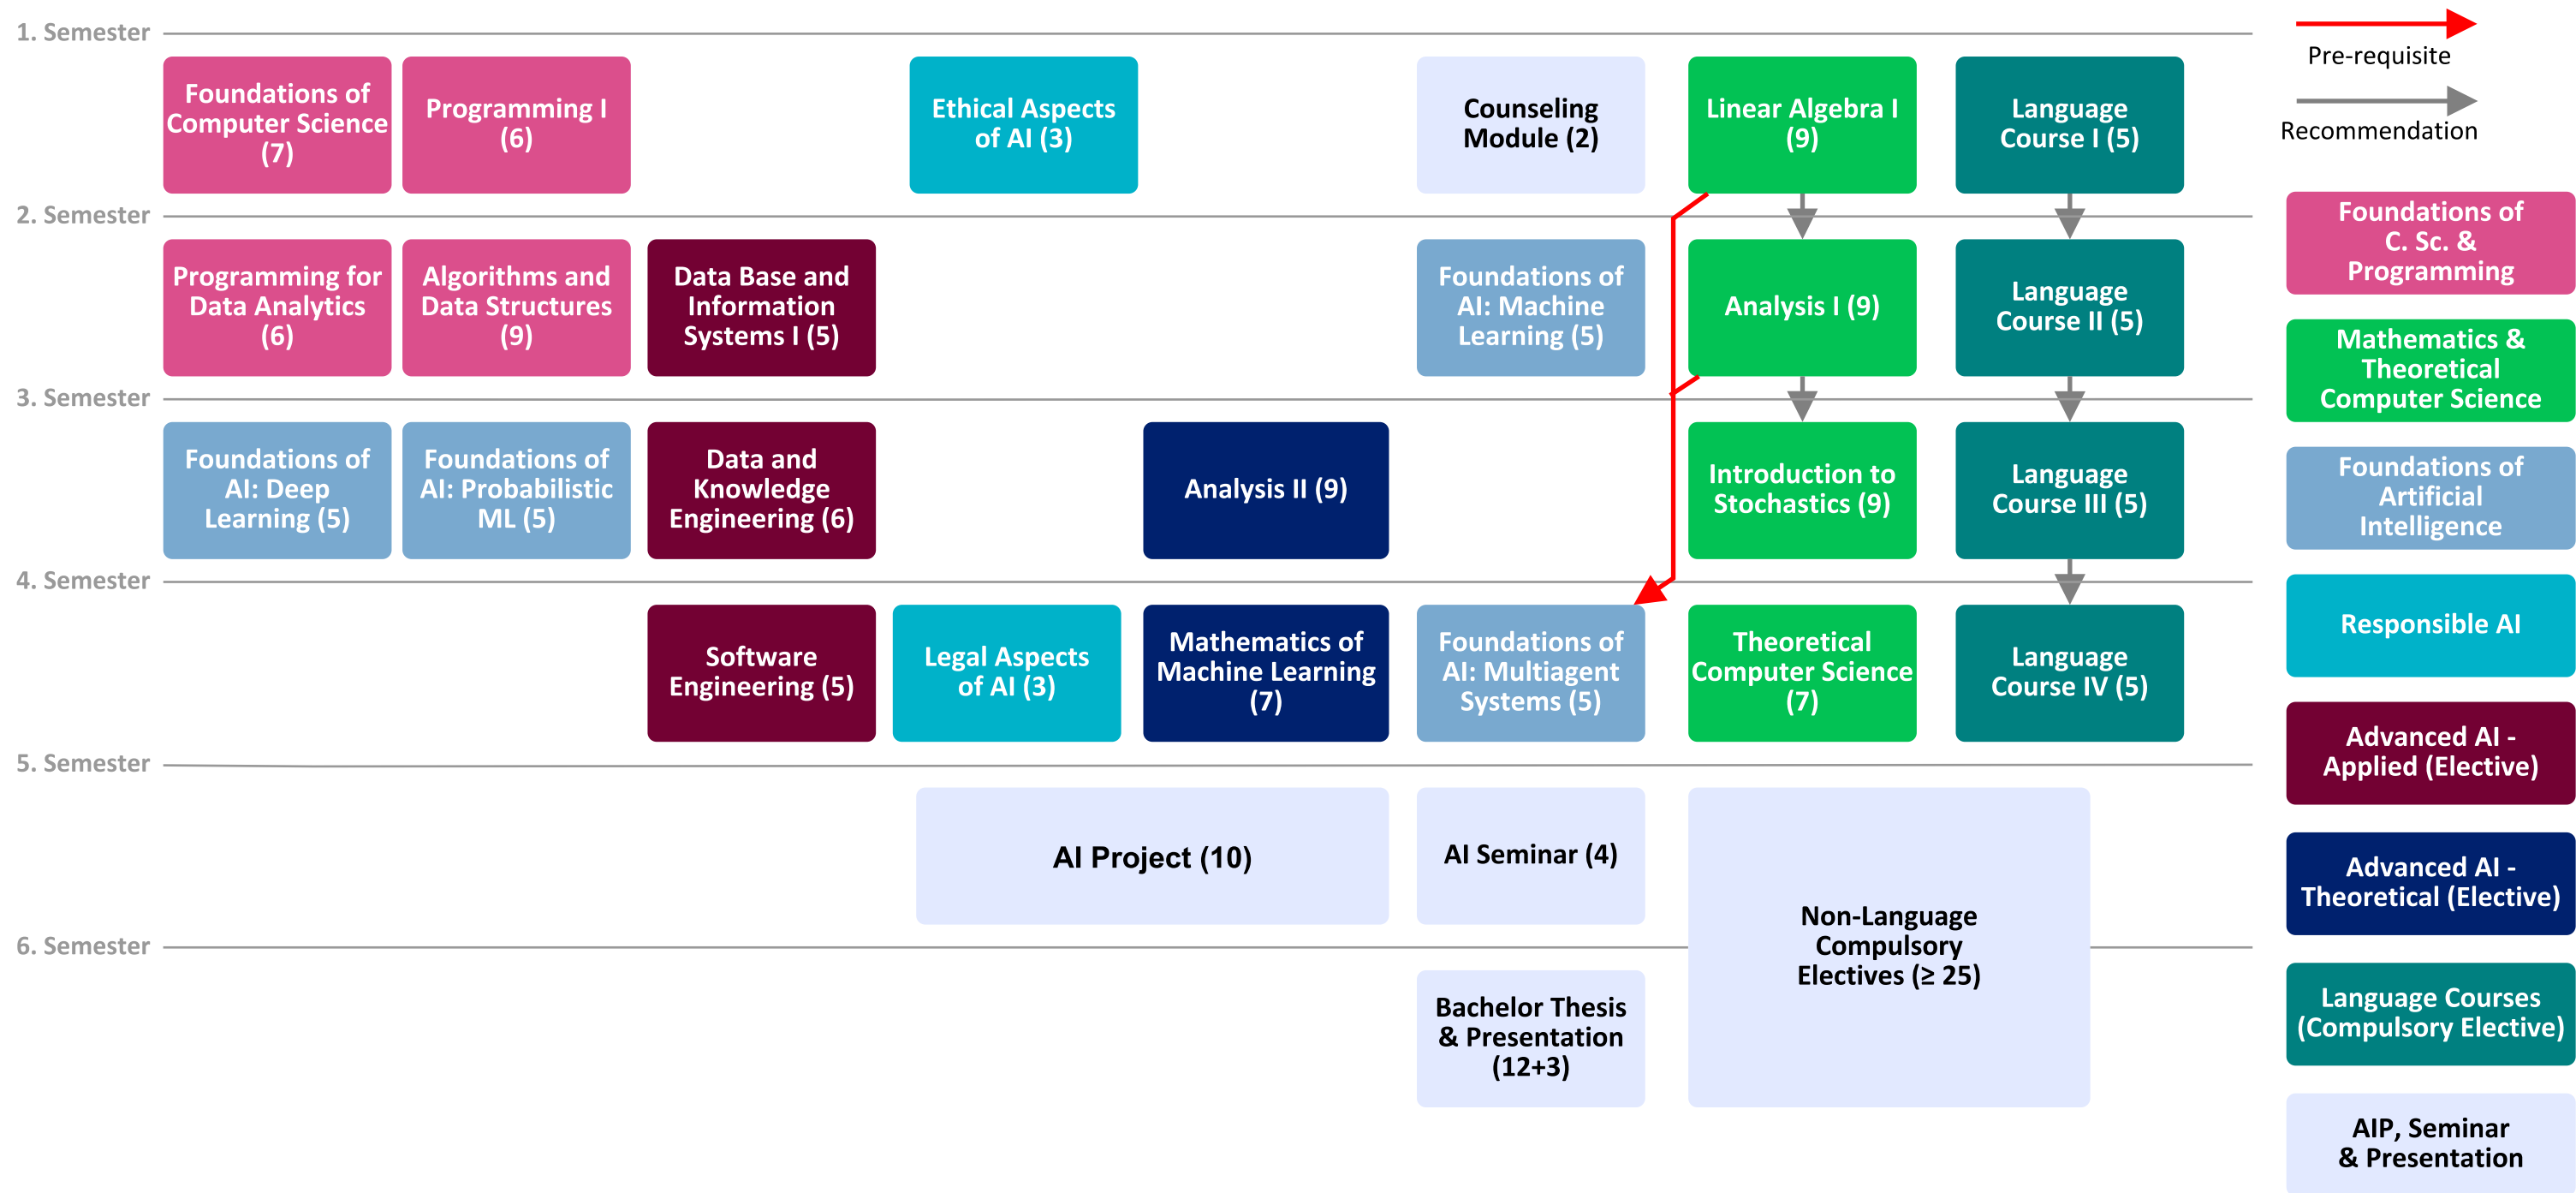 1. Semester
Foundations of
Computer Science
(7)
Programming I
(6)
Ethical Aspects
of AI (3)
Counseling
Module (2)
Linear Algebra I
(9)
Language
Course I (5)
2. Semester
Programming for
Data Analytics
(6)
Algorithms and
Data Structures
(9)
Data Base and
Information
Systems I (5)
Foundations of
AI: Machine
Learning (5)
Analysis I (9)
Language
Course II (5)
3. Semester
Foundations of
AI: Deep
Learning (5)
Foundations of
AI: Probabilistic
ML (5)
Data and
Knowledge
Engineering (6)
Analysis II (9)
Introduction to
Stochastics (9)
Language
Course III (5)
4. Semester
Software
Engineering (5)
Legal Aspects
of AI (3)
Mathematics of
Machine Learning
(7)
Foundations of
AI: Multiagent
Systems (5)
Theoretical
Computer Science
(7)
Language
Course IV (5)
5. Semester
AI Project (10)
AI Seminar (4)
Non-Language
Compulsory
Electives (≥ 25)
6. Semester
Bachelor Thesis
& Presentation
(12+3)
Pre-requisite
Recommendation
Foundations of
C. Sc. &
Programming
Mathematics &
Theoretical
Computer Science
Foundations of
Artificial
Intelligence
Responsible AI
Advanced AI -
Applied (Elective)
Advanced AI -
Theoretical (Elective)
Language Courses
(Compulsory Elective)
AIP, Seminar
& Presentation